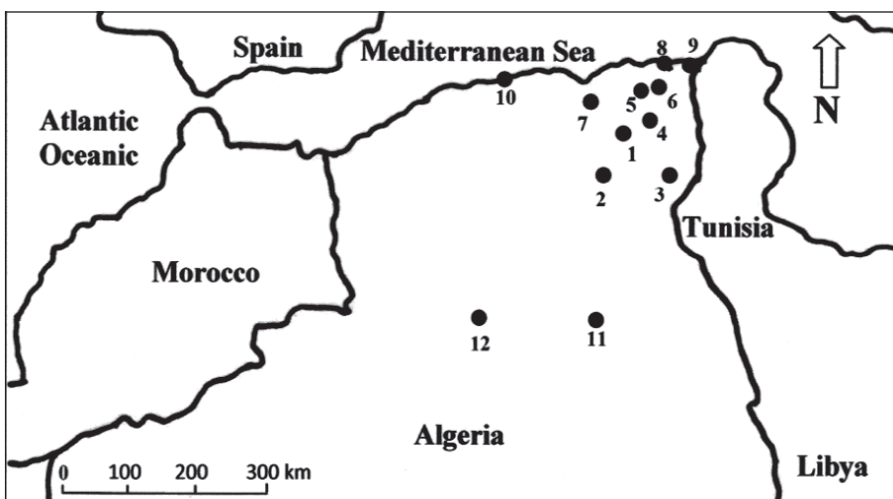 Spain
Mediterranean Sea
8
9
N
10
5
6
7
Atlantic
Oceanic
4
1
2
3
Tunisia
Morocco
12
11
Algeria
Libya
0 100 200 300 km